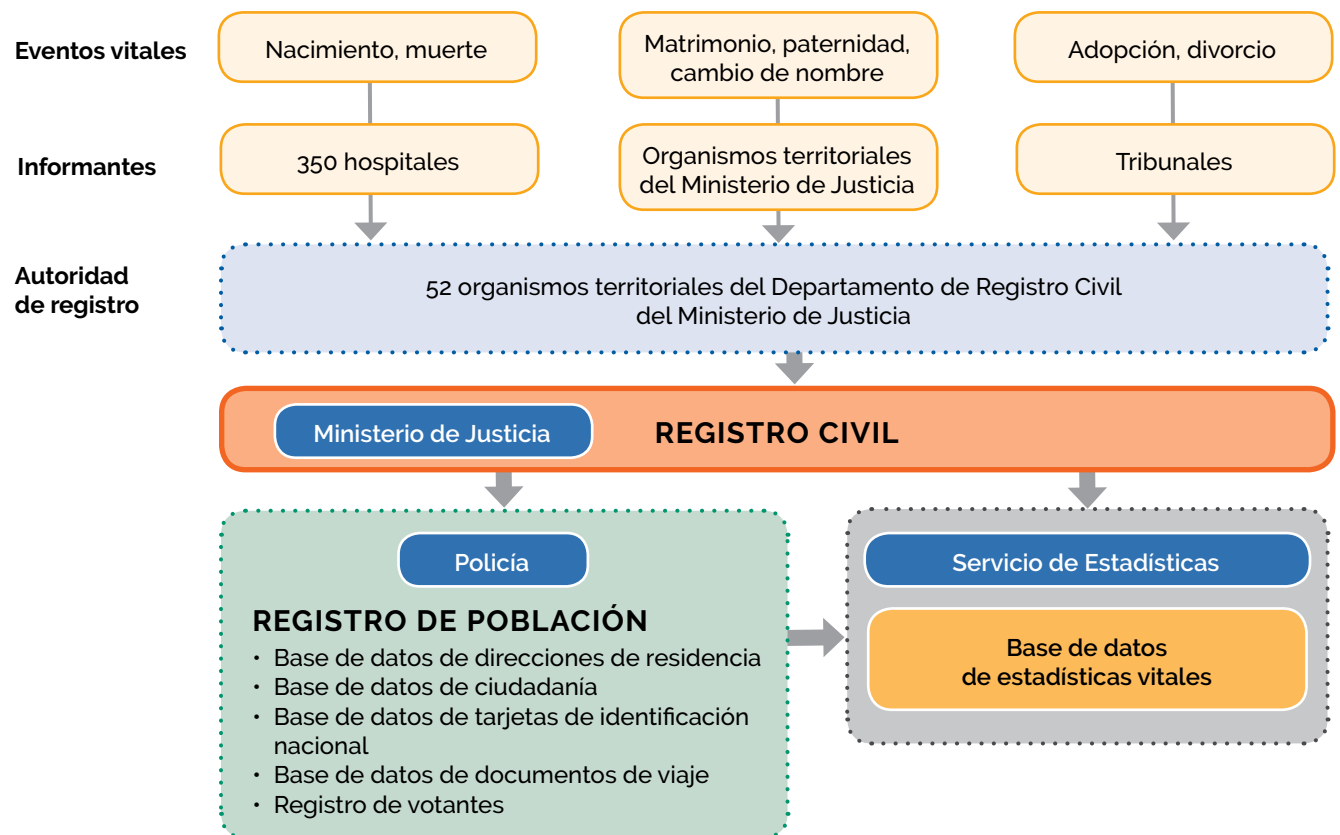 Eventos vitales
Nacimiento, muerte
Matrimonio, paternidad,
cambio de nombre
Adopción, divorcio
Informantes
350 hospitales
Organismos territoriales
del Ministerio de Justicia
Tribunales
Autoridad
de registro
52 organismos territoriales del Departamento de Registro Civil
del Ministerio de Justicia
Ministerio de Justicia
REGISTRO CIVIL
Policía
REGISTRO DE POBLACIÓN
• Base de datos de direcciones de residencia
• Base de datos de ciudadanía
• Base de datos de tarjetas de identificación
nacional
• Base de datos de documentos de viaje
• Registro de votantes
Servicio de Estadísticas
Base de datos
de estadísticas vitales